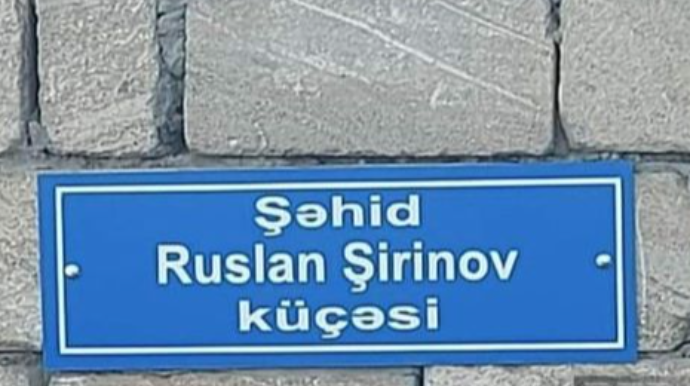 Şəhid
Ruslan Şirinov
küçəsi